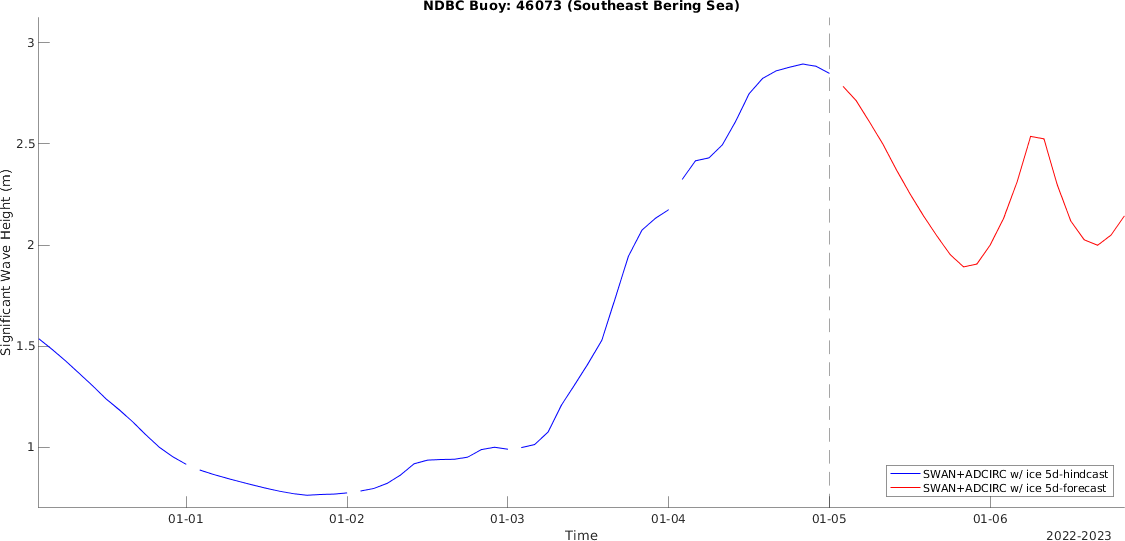 NDBC Buoy: 46073 (Southeast Bering Sea)
Significant Wave Height (m)
3
2.5
2
1.5
1
SWAN+ADCIRC w/ ice 5d-hindcast
SWAN+ADCIRC w/ ice 5d-forecast
01-01 01-02 01-03 01-04 01-05 01-06
Time
2022-2023